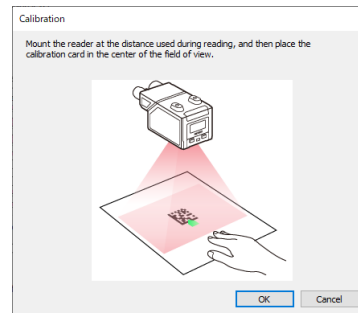 Calibration
Mount the reader at the distance used during reading, and then place the
calibration card in the center of the field of view.
OK
Cancel